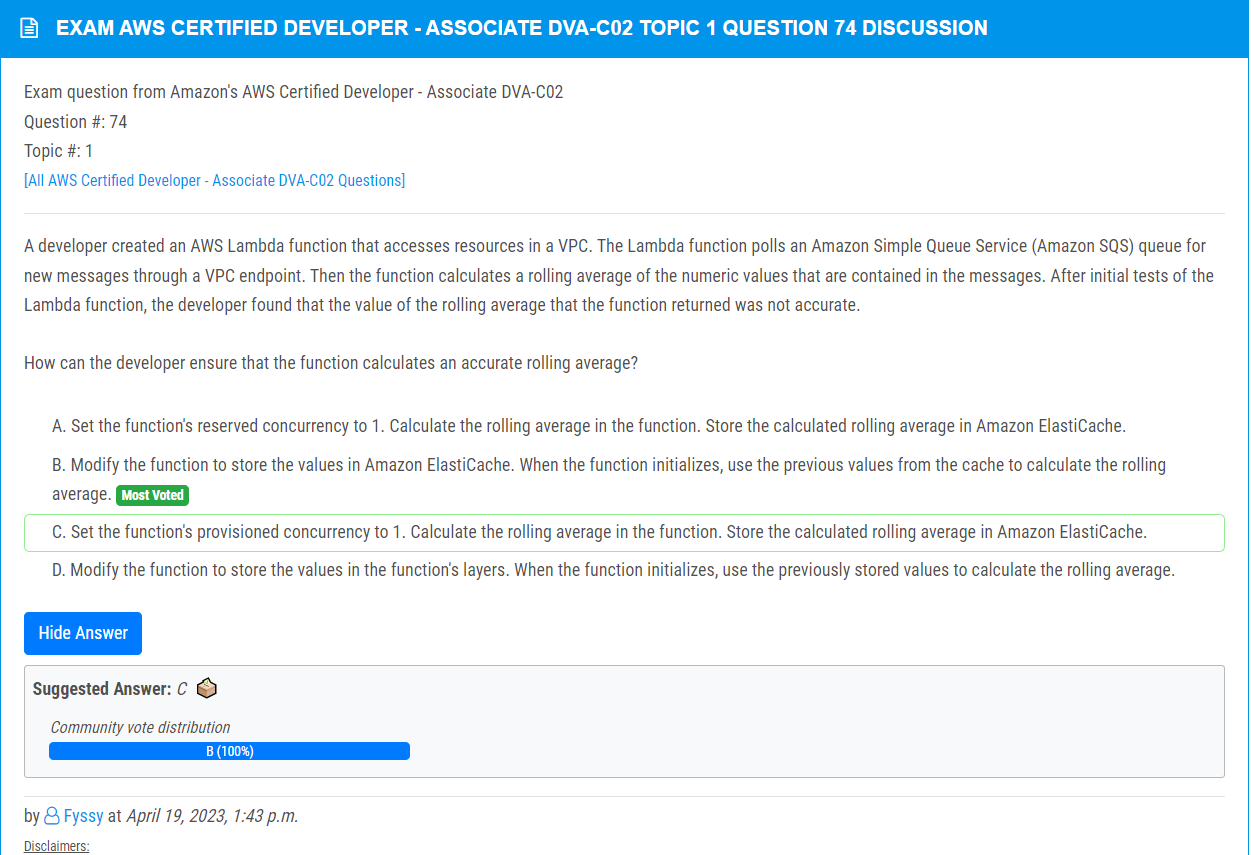 EXAM AWS CERTIFIED DEVELOPER - ASSOCIATE DVA-C02 TOPIC 1 QUESTION 74 DISCUSSION
Exam question from Amazon's AWS Certified Developer - Associate DVA-C02
Question #: 74
Topic #: 1
[All AWS Certified Developer - Associate DVA-C02 Questions]
A developer created an AWS Lambda function that accesses resources in a VPC. The Lambda function polls an Amazon Simple Queue Service (Amazon SQS) queue for
new messages through a VPC endpoint. Then the function calculates a rolling average of the numeric values that are contained in the messages. After initial tests of the
Lambda function, the developer found that the value of the rolling average that the function returned was not accurate.
How can the developer ensure that the function calculates an accurate rolling average?
A. Set the function's reserved concurrency to 1. Calculate the rolling average in the function. Store the calculated rolling average in Amazon ElastiCache.
B. Modify the function to store the values in Amazon ElastiCache. When the function initializes, use the previous values from the cache to calculate the rolling
average. Most Voted
C. Set the function's provisioned concurrency to 1. Calculate the rolling average in the function. Store the calculated rolling average in Amazon ElastiCache.
D. Modify the function to store the values in the function's layers. When the function initializes, use the previously stored values to calculate the rolling average.
Hide Answer
Suggested Answer: C
Community vote distribution
B (100%)
by Fyssy at April 19, 2023, 1:43 p.m.
Disclaimers: